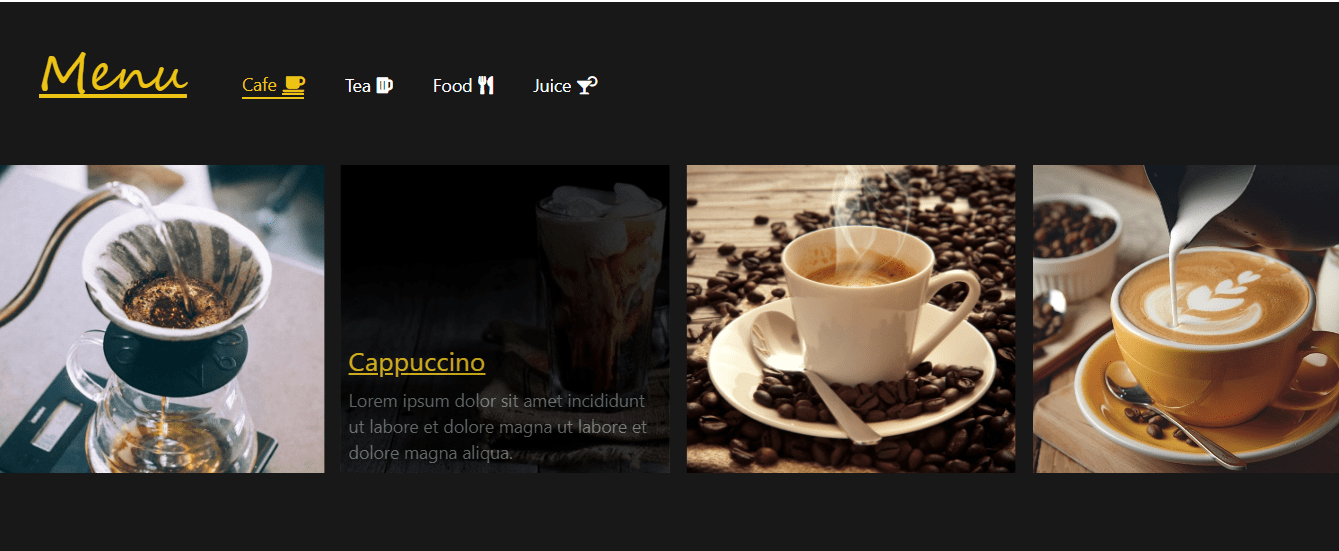 Menu
Cafe Tea Food Juice
Cappuccino
Lorem ipsum dolor sit amet incididunt
ut labore et dolore magna ut labore et
dolore magna aliqua.